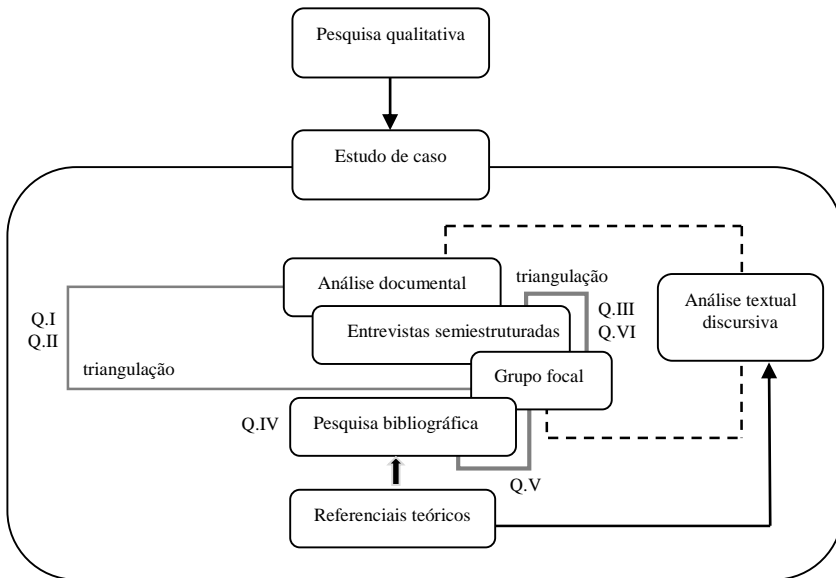 Pesquisa qualitativa
Estudo de caso
Análise documental
triangulação
Q.I
Q.II
Entrevistas semiestruturadas
Q.III
Q.VI
Análise textual
discursiva
triangulação
Grupo focal
Q.IV
Pesquisa bibliográfica
Q.V
Referenciais teóricos